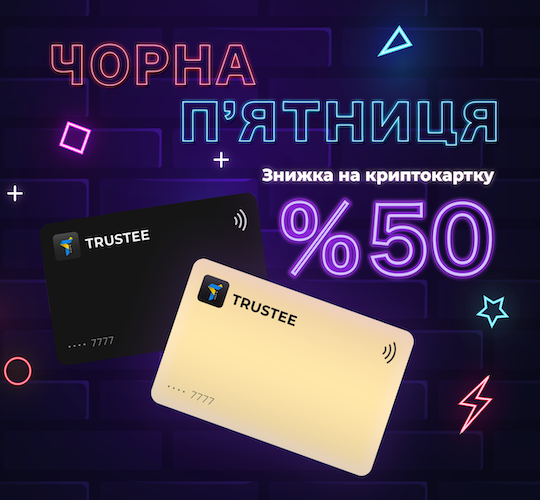 ЧОРНА
П'ЯТНИЦЯ
Знижка на криптокартку
%50
TRUSTEE
•••• 7777
TRUSTEE
•••• 7777